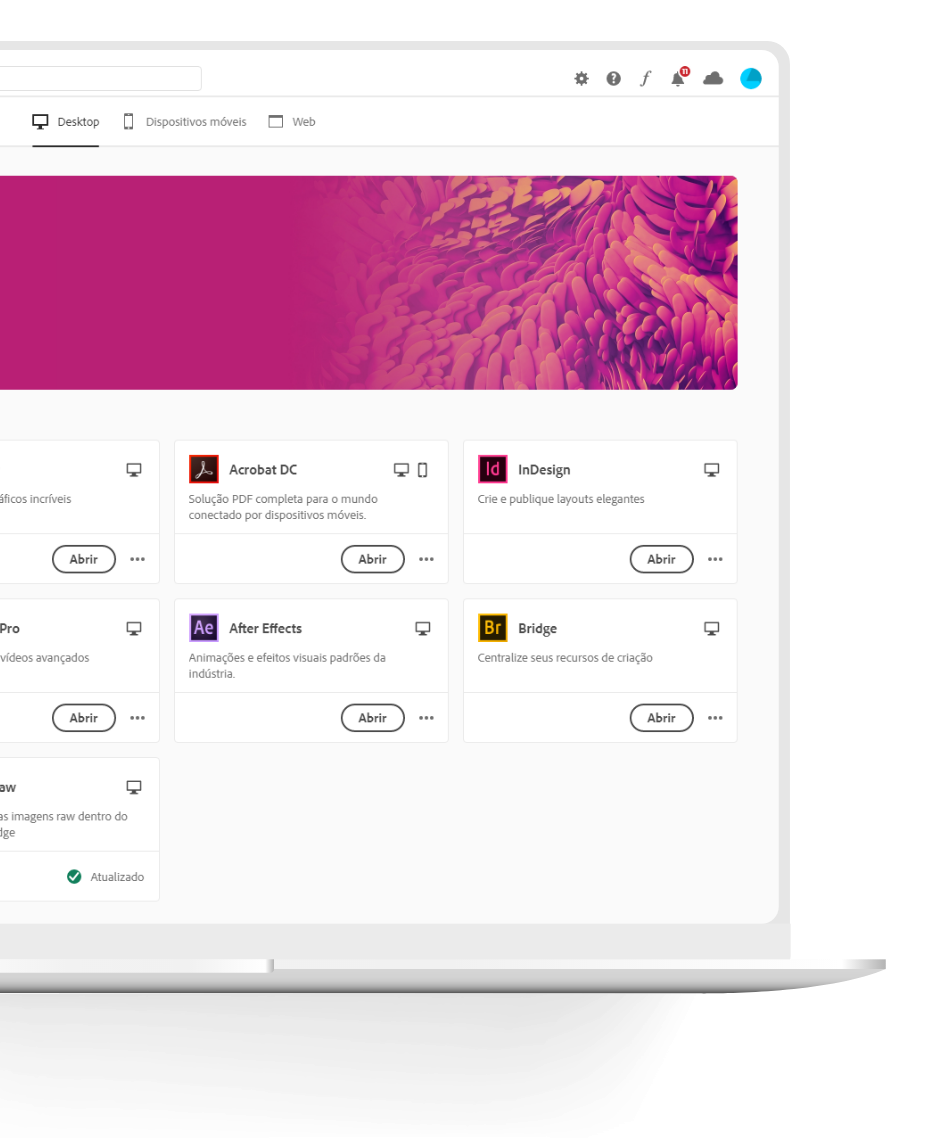 11
Desktop
Dispositivos móveis
Web
Acrobat DC
InDesign
áficos incríveis
Solução PDF completa para o mundo
conectado por dispositivos móveis.
Crie e publique layouts elegantes
Abrir
Abrir
Abrir
Pro
Ae
After Effects
Br
Bridge
vídeos avançados
Animações e efeitos visuais padrões da
indústria.
Centralize seus recursos de criação
Abrir
Abrir
Abrir
aw
as imagens raw dentro do
dge
Atualizado